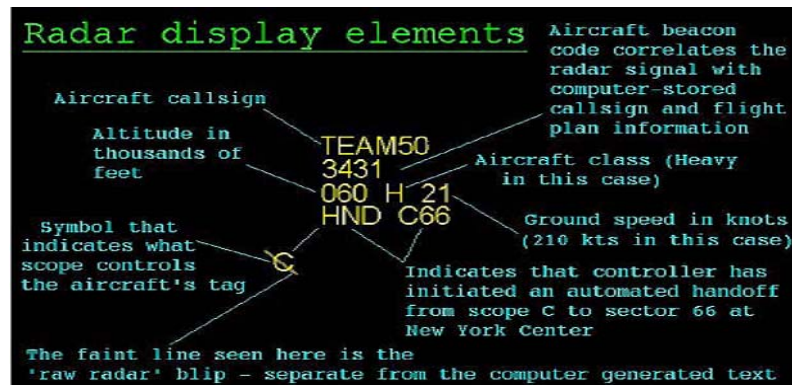 Radar display elements
Aircraft beacon
code correlates the
radar signal with
computer-stored
callsign and flight
plan information
Aircraft callsign
Altitude in
thousands of
feet
TEAM50
3431
060 H 21
HND C66
Aircraft class (Heavy
in this case)
Ground speed in knots
(210 kts in this case)
Symbol that
indicates what
scope controls
the aircraft's tag
C
Indicates that controller has
initiated an automated handoff
from scope C to sector 66 at
New York Center
The faint line seen here is the
'raw radar' blip - separate from the computer generated text